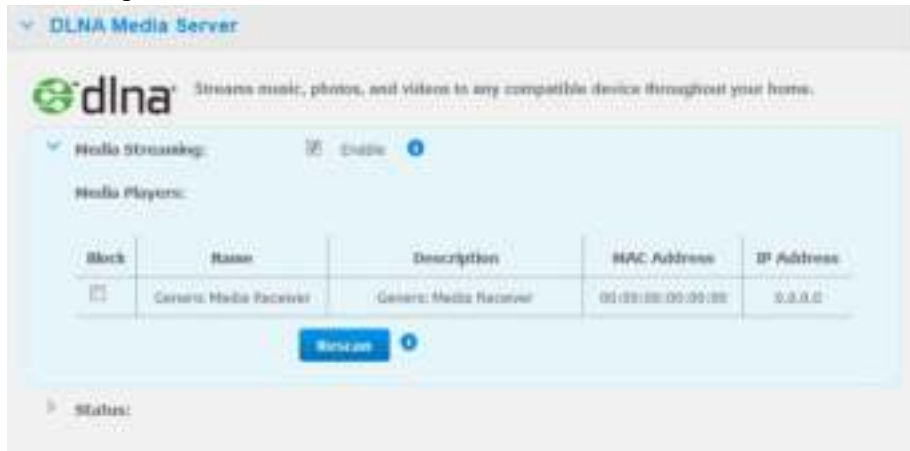 DLNA Media Server
dlna Streams music, photos, and videos to any compatible device throughout your home.
Media Streaming: Enable
Media Players:
Block Name Description MAC Address IP Address
Generic Media Receiver Generic Media Receiver 00:00:00:00:00:00 0.0.0.0
Rescan
Status: